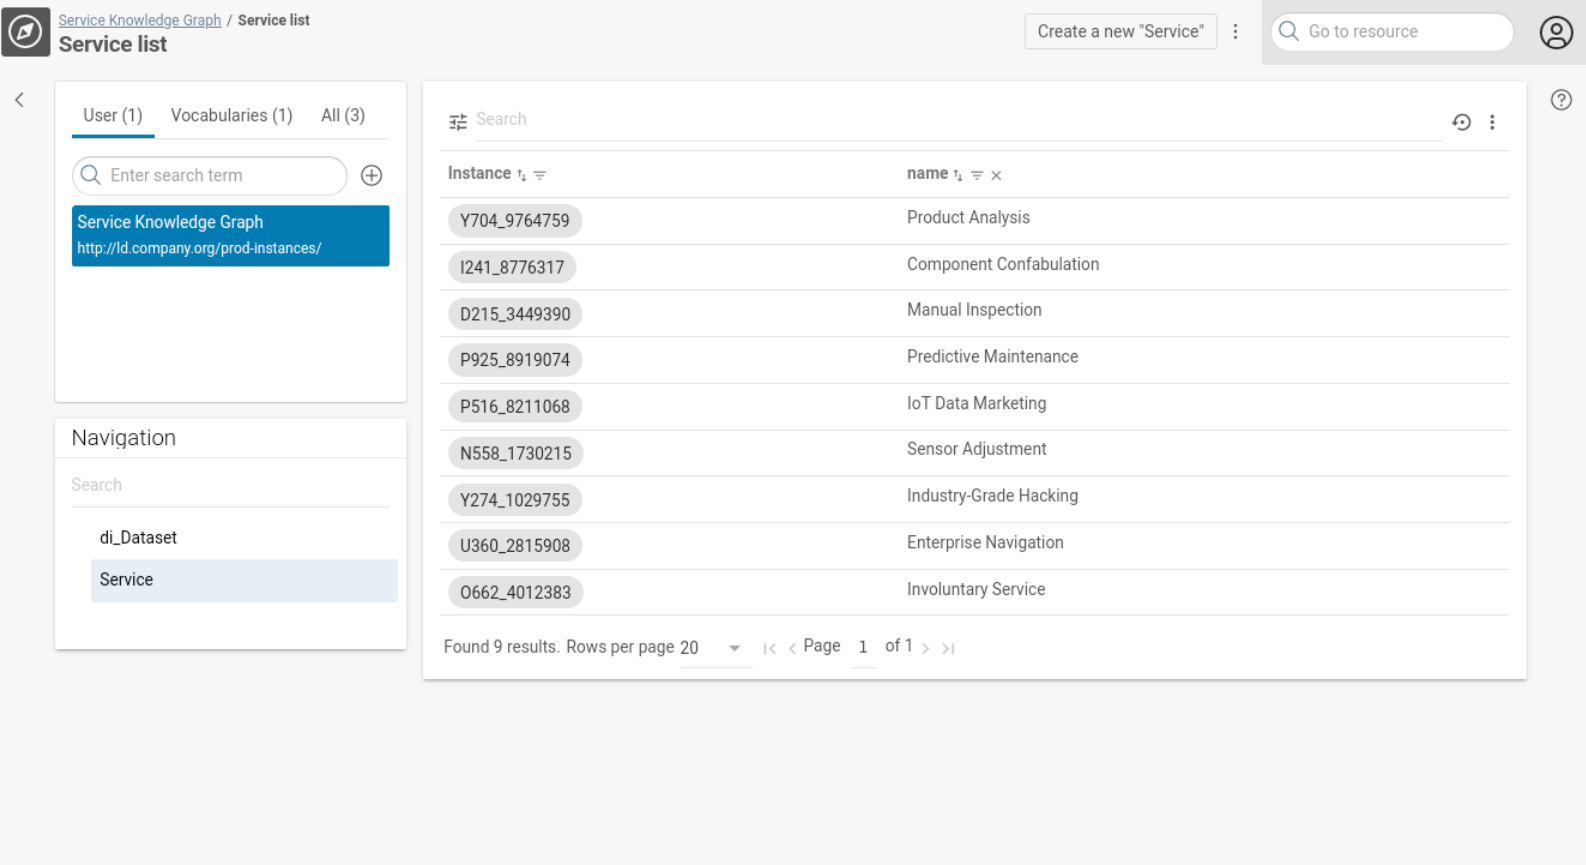 Service Knowledge Graph / Service list
Service list
Create a new "Service"
Go to resource
User (1) Vocabularies (1) All (3)
Enter search term
Service Knowledge Graph
http://ld.company.org/prod-instances/
Navigation
Search
di_Dataset
Service
Search
Instance name
Y704_9764759 Product Analysis
I241_8776317 Component Confabulation
D215_3449390 Manual Inspection
P925_8919074 Predictive Maintenance
P516_8211068 IoT Data Marketing
N558_1730215 Sensor Adjustment
Y274_1029755 Industry-Grade Hacking
U360_2815908 Enterprise Navigation
O662_4012383 Involuntary Service
Found 9 results. Rows per page 20 Page 1 of 1